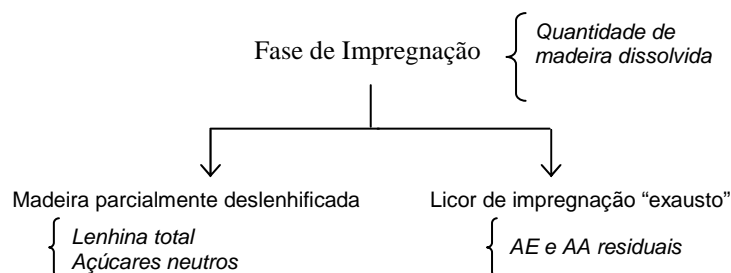 Fase de Impregnação
Quantidade de
madeira dissolvida
Madeira parcialmente deslenhificada
Lenhina total
Açúcares neutros
Licor de impregnação “exausto”
AE e AA residuais